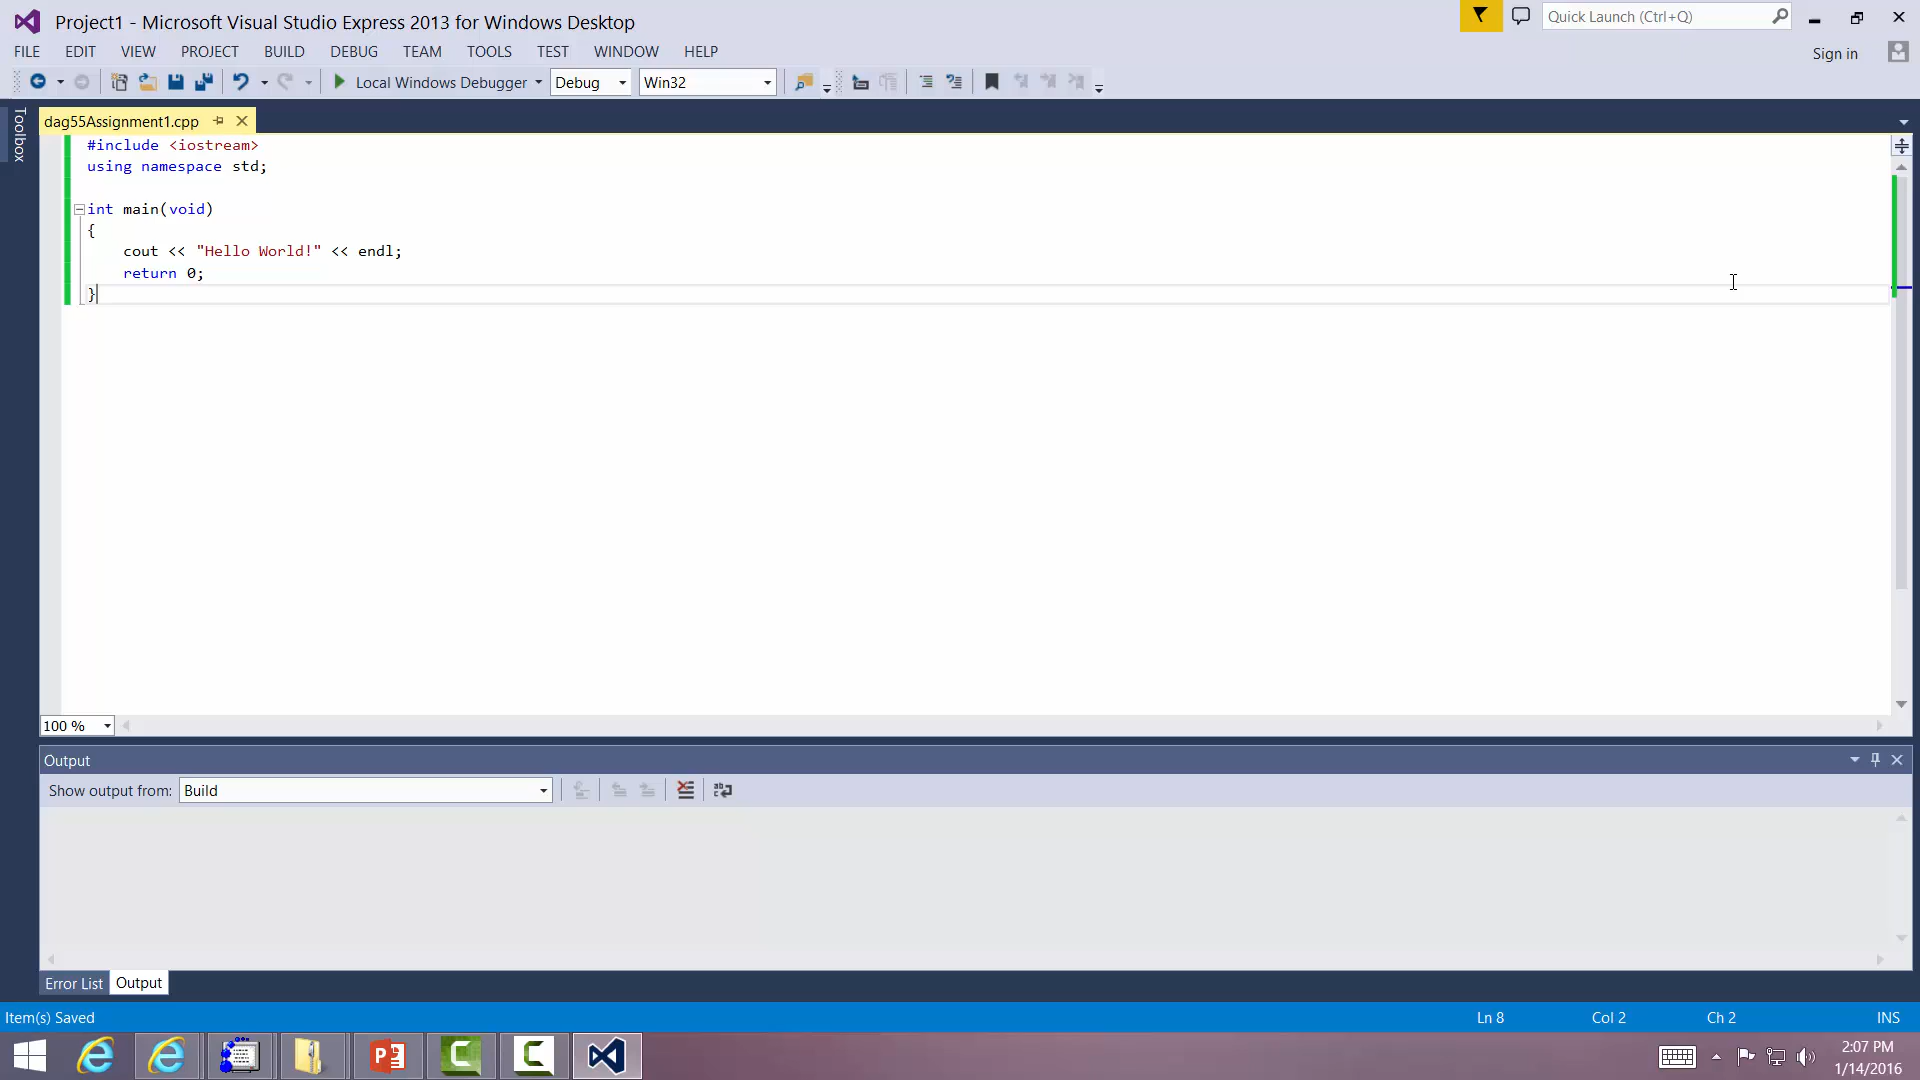 Project1 - Microsoft Visual Studio Express 2013 for Windows Desktop
Quick Launch (Ctrl+Q)
FILE EDIT VIEW PROJECT BUILD DEBUG TEAM TOOLS TEST WINDOW HELP
Sign in
Local Windows Debugger Debug Win32
Toolbox
dag55Assignment1.cpp
#include <iostream>
using namespace std;
int main(void)
{
cout << "Hello World!" << endl;
return 0;
}
100 %
Output
Show output from: Build
Error List Output
Item(s) Saved Ln 8 Col 2 Ch 2 INS
2:07 PM
1/14/2016